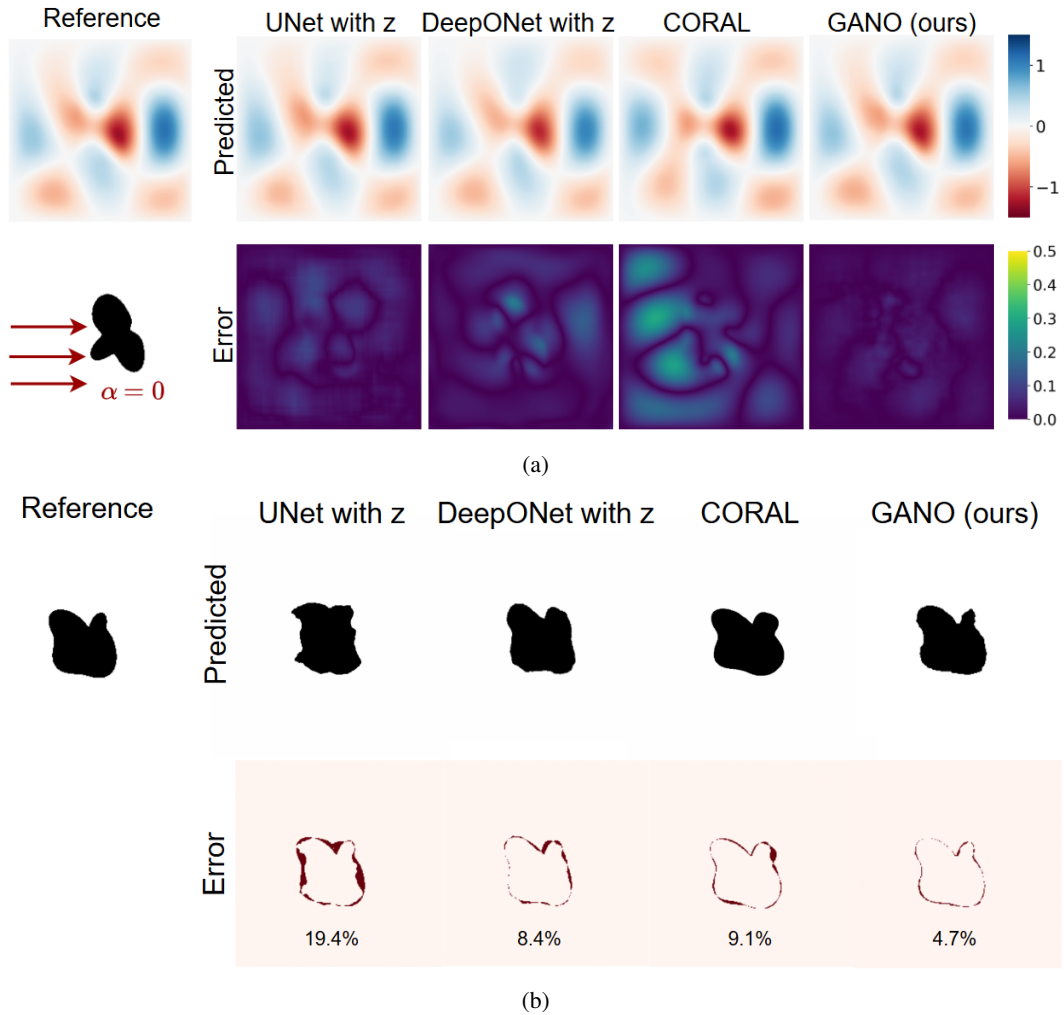 Reference
UNet with z DeepONet with z CORAL GANO (ours)
Predicted
1
0
−1
α = 0
Error
0.5
0.4
0.3
0.2
0.1
0.0
(a)
Reference
UNet with z DeepONet with z CORAL GANO (ours)
Predicted
Error
19.4% 8.4% 9.1% 4.7%
(b)